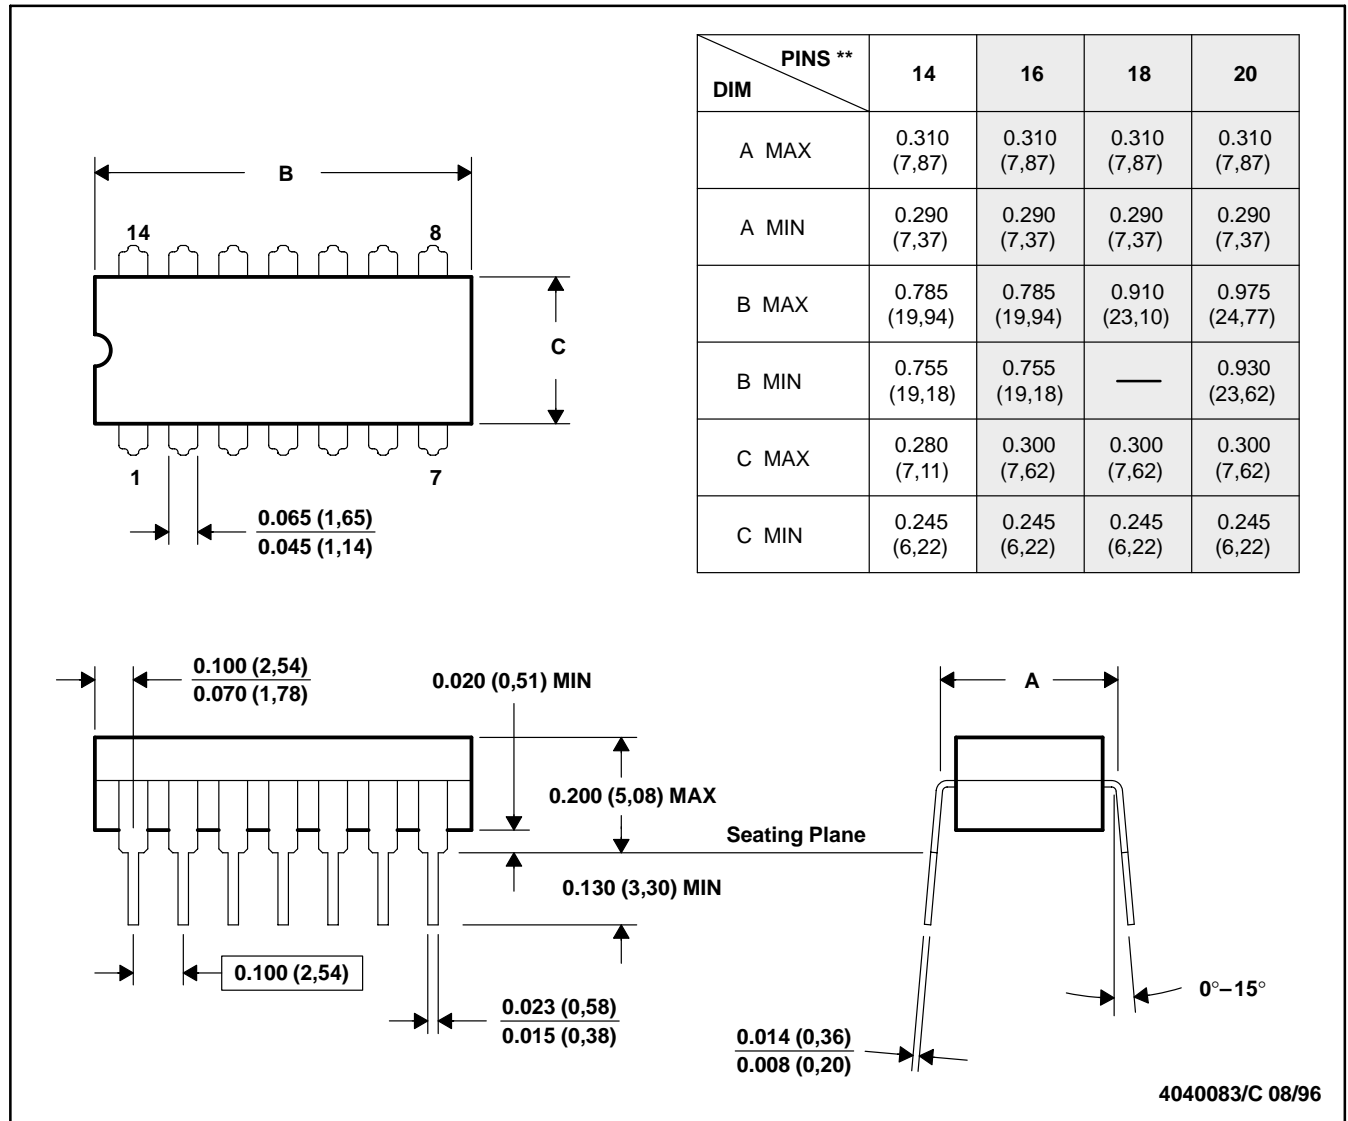 PINS **
DIM
14 16 18 20
A MAX 0.310 (7,87) 0.310 (7,87) 0.310 (7,87) 0.310 (7,87)
A MIN 0.290 (7,37) 0.290 (7,37) 0.290 (7,37) 0.290 (7,37)
B MAX 0.785 (19,94) 0.785 (19,94) 0.910 (23,10) 0.975 (24,77)
B MIN 0.755 (19,18) 0.755 (19,18) — 0.930 (23,62)
C MAX 0.280 (7,11) 0.300 (7,62) 0.300 (7,62) 0.300 (7,62)
C MIN 0.245 (6,22) 0.245 (6,22) 0.245 (6,22) 0.245 (6,22)
B
14 8
C
1 7
0.065 (1,65)
0.045 (1,14)
0.100 (2,54)
0.070 (1,78)
0.020 (0,51) MIN
A
0.200 (5,08) MAX
Seating Plane
0.130 (3,30) MIN
0.100 (2,54)
0.023 (0,58)
0.015 (0,38)
0°–15°
0.014 (0,36)
0.008 (0,20)
4040083/C 08/96